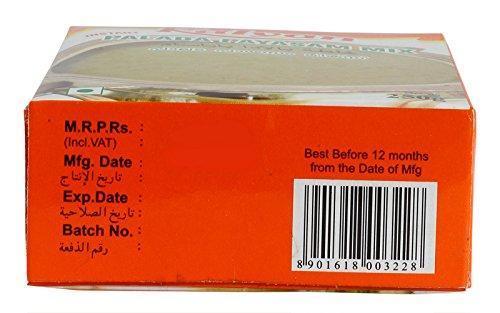 INSTANT
PALADA PAYASAM MIX
M.R.P.Rs. :
(Incl.VAT) :
Mfg. Date :
تاريخ الإنتاج :
Exp.Date :
تاريخ الصلاحية :
Batch No. :
رقم الدفعة :
Best Before 12 months
from the Date of Mfg
8 901618 003228